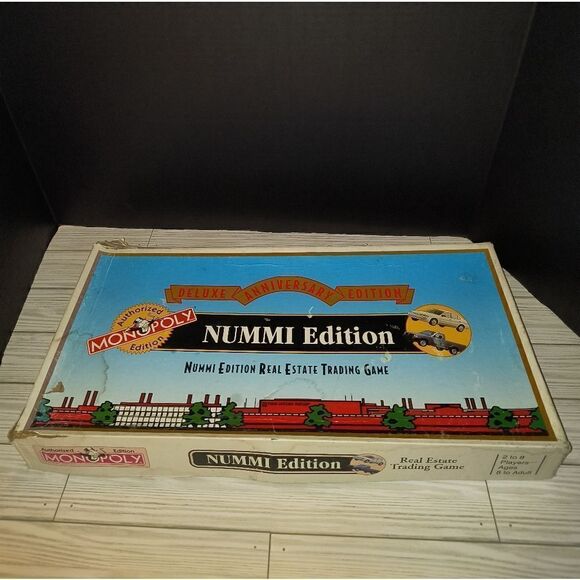 DELUXE ANNIVERSARY EDITION
Authorized
MONOPOLY
Edition
NUMMI Edition
NUMMI EDITION REAL ESTATE TRADING GAME
Authorized Edition
MONOPOLY
NUMMI Edition
Real Estate
Trading Game
2 to 8
Players
Ages
8 to Adult